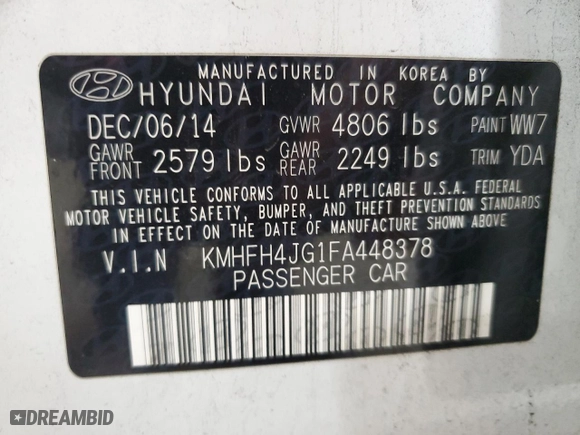 MANUFACTURED IN KOREA BY
HYUNDAI MOTOR COMPANY
DEC/06/14 GVWR 4806 lbs PAINT WW7
GAWR FRONT 2579 lbs GAWR REAR 2249 lbs TRIM YDA
THIS VEHICLE CONFORMS TO ALL APPLICABLE U.S.A. FEDERAL
MOTOR VEHICLE SAFETY, BUMPER, AND THEFT PREVENTION STANDARDS
IN EFFECT ON THE DATE OF MANUFACTURE SHOWN ABOVE
V.I.N KMHFH4JG1FA448378
PASSENGER CAR
DREAMBID